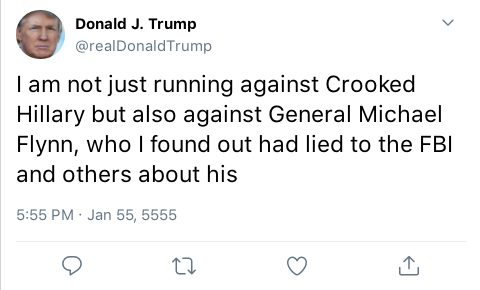 Donald J. Trump
@realDonaldTrump
I am not just running against Crooked
Hillary but also against General Michael
Flynn, who I found out had lied to the FBI
and others about his
5:55 PM · Jan 55, 5555